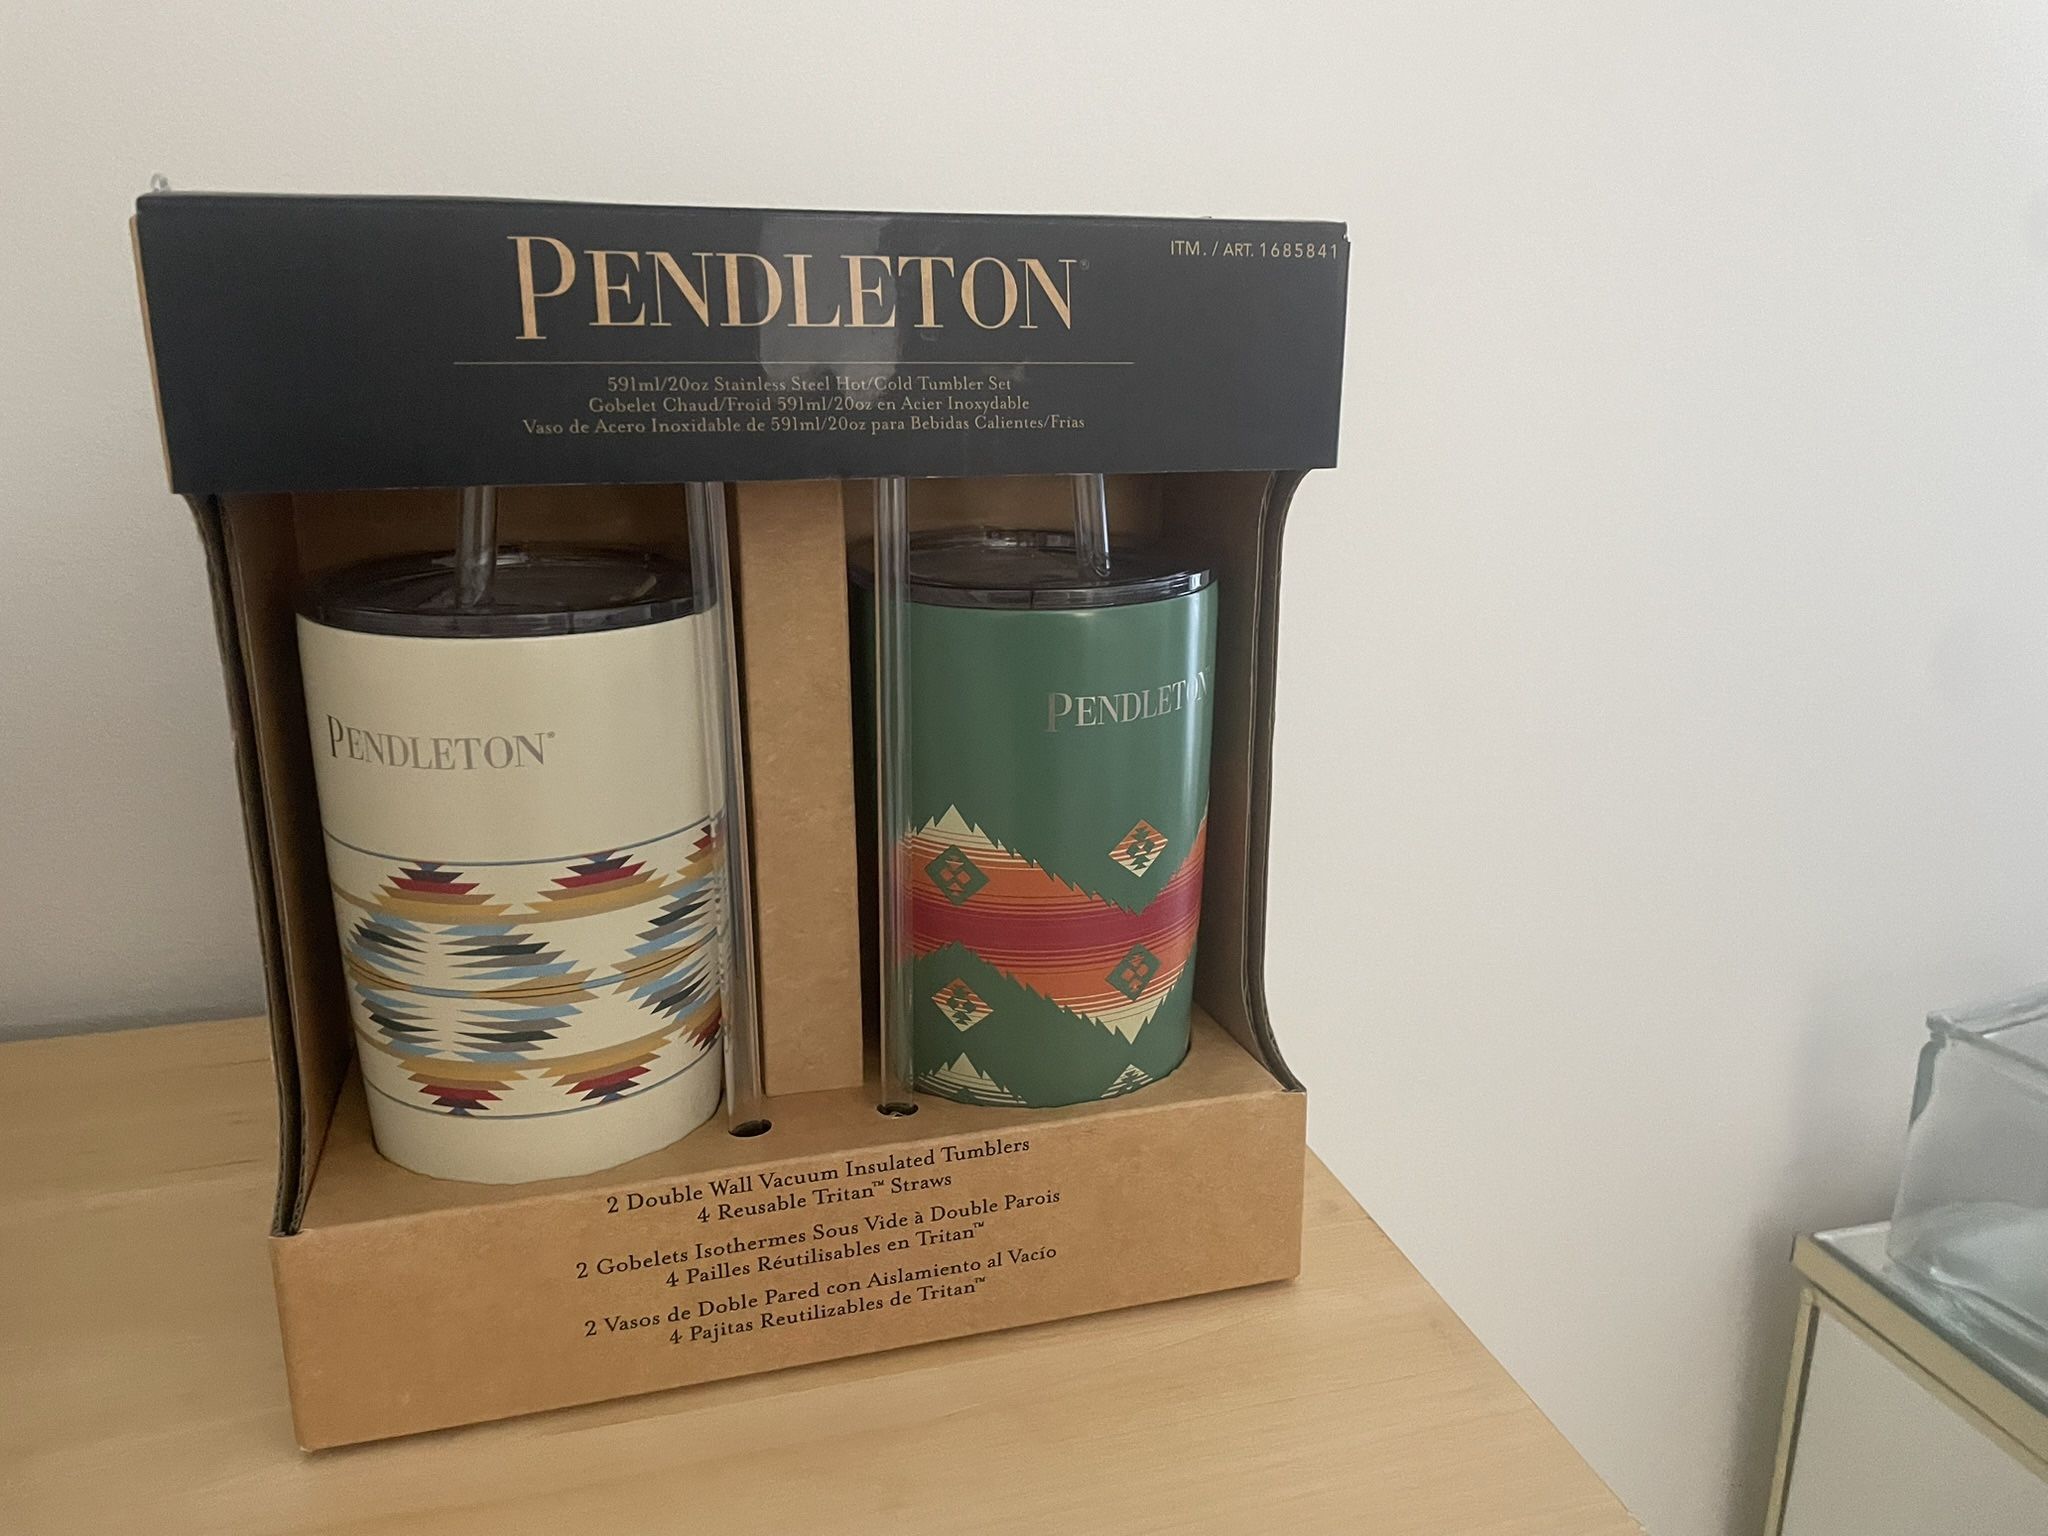 PENDLETON®
ITM. / ART. 1685841
591ml/20oz Stainless Steel Hot/Cold Tumbler Set
Gobelet Chaud/Froid 591ml/20oz en Acier Inoxydable
Vaso de Acero Inoxidable de 591ml/20oz para Bebidas Calientes/Frías
PENDLETON®
PENDLETON
2 Double Wall Vacuum Insulated Tumblers
4 Reusable Tritan™ Straws
2 Gobelets Isothermes Sous Vide à Double Parois
4 Pailles Réutilisables en Tritan™
2 Vasos de Doble Pared con Aislamiento al Vacío
4 Pajitas Reutilizables de Tritan™